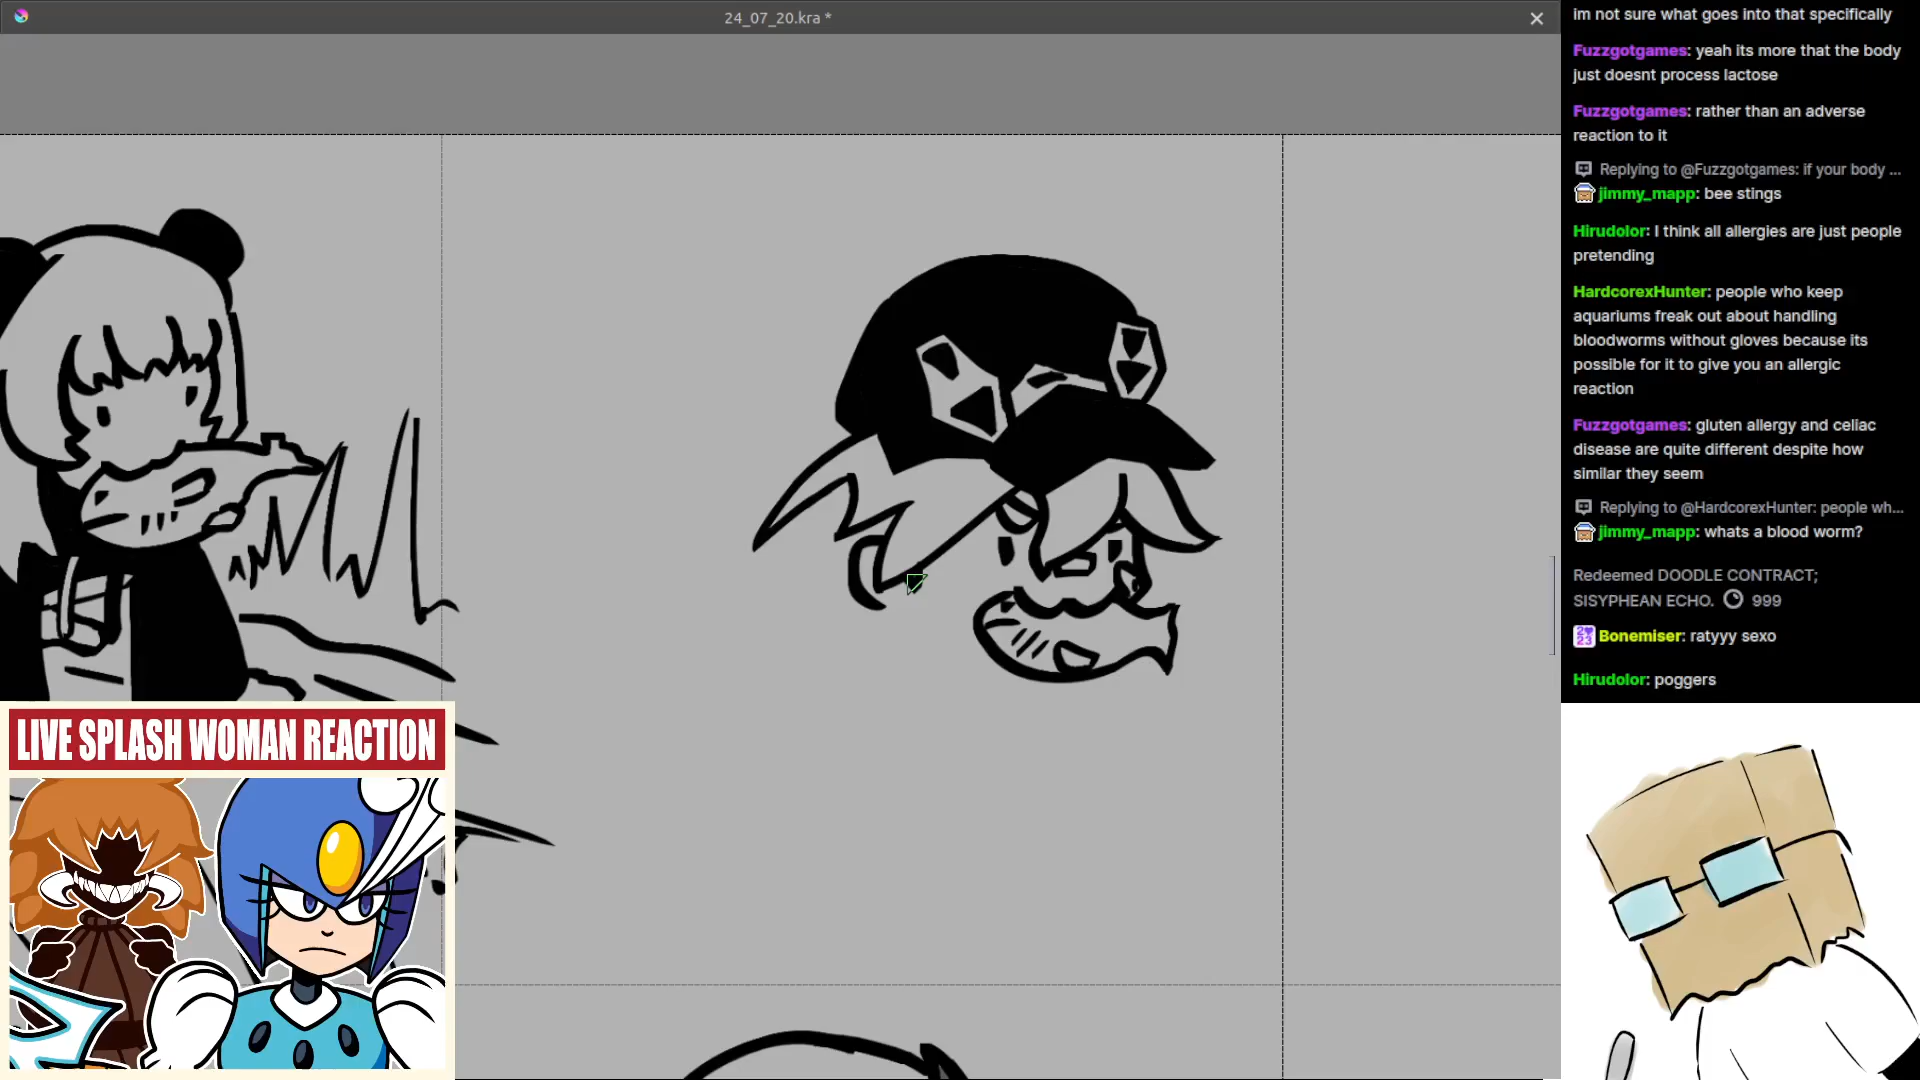 24_07_20.kra *
im not sure what goes into that specifically
Fuzzgotgames: yeah its more that the body
just doesnt process lactose
Fuzzgotgames: rather than an adverse
reaction to it
Replying to @Fuzzgotgames: if your body ...
jimmy_mapp: bee stings
Hirudolor: I think all allergies are just people
pretending
HardcorexHunter: people who keep
aquariums freak out about handling
bloodworms without gloves because its
possible for it to give you an allergic
reaction
Fuzzgotgames: gluten allergy and celiac
disease are quite different despite how
similar they seem
Replying to @HardcorexHunter: people wh...
jimmy_mapp: whats a blood worm?
Redeemed DOODLE CONTRACT;
SISYPHEAN ECHO. 999
Bonemiser: ratyyy sexo
Hirudolor: poggers
LIVE SPLASH WOMAN REACTION